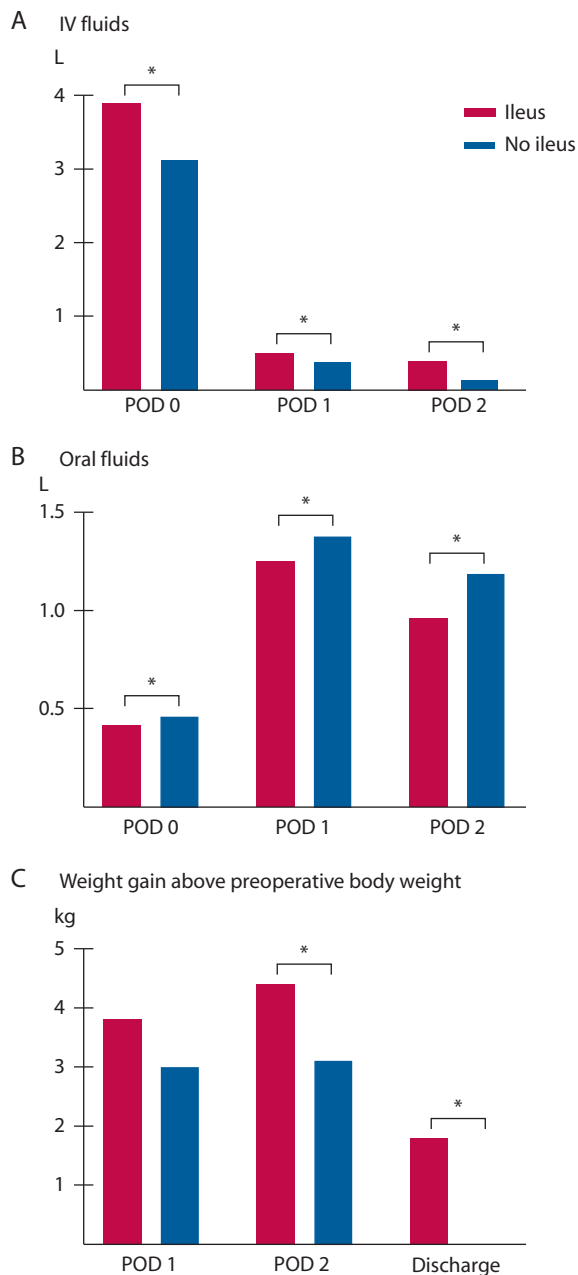 A IV fluids
L
*
4
Ileus
No ileus
3
2
1
*
*
POD 0 POD 1 POD 2
B Oral fluids
L
1.5
*
*
1.0
0.5
*
POD 0 POD 1 POD 2
C Weight gain above preoperative body weight
kg
5
*
4
3
2
*
1
POD 1 POD 2 Discharge